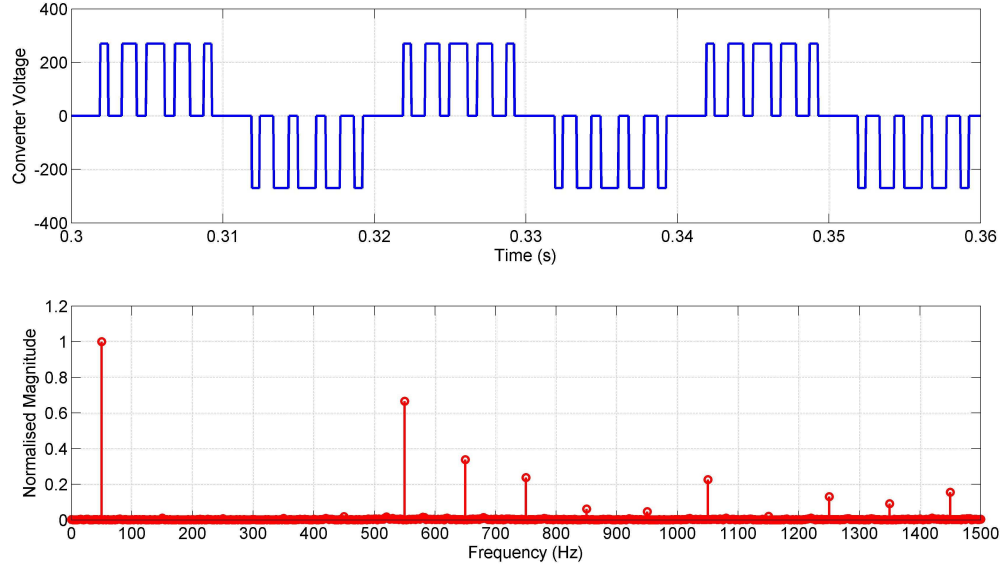 400
200
0
-200
-400
Converter Voltage
0.3 0.31 0.32 0.33 0.34 0.35 0.36
Time (s)
1.2
1
0.8
0.6
0.4
0.2
0
Normalised Magnitude
0 100 200 300 400 500 600 700 800 900 1000 1100 1200 1300 1400 1500
Frequency (Hz)